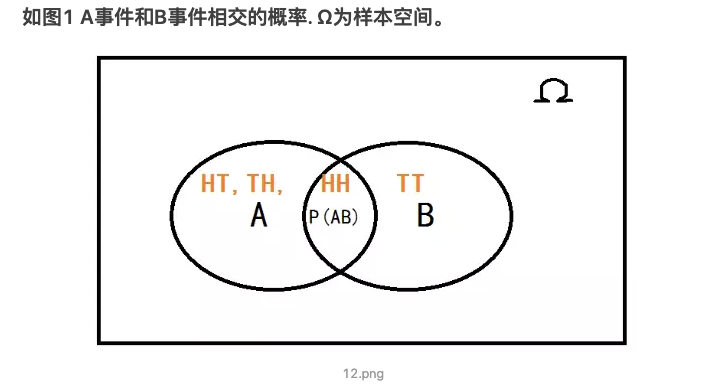 如图1 A事件和B事件相交的概率. Ω为样本空间。
Ω
HT, TH, HH TT
A P(AB) B
12.png